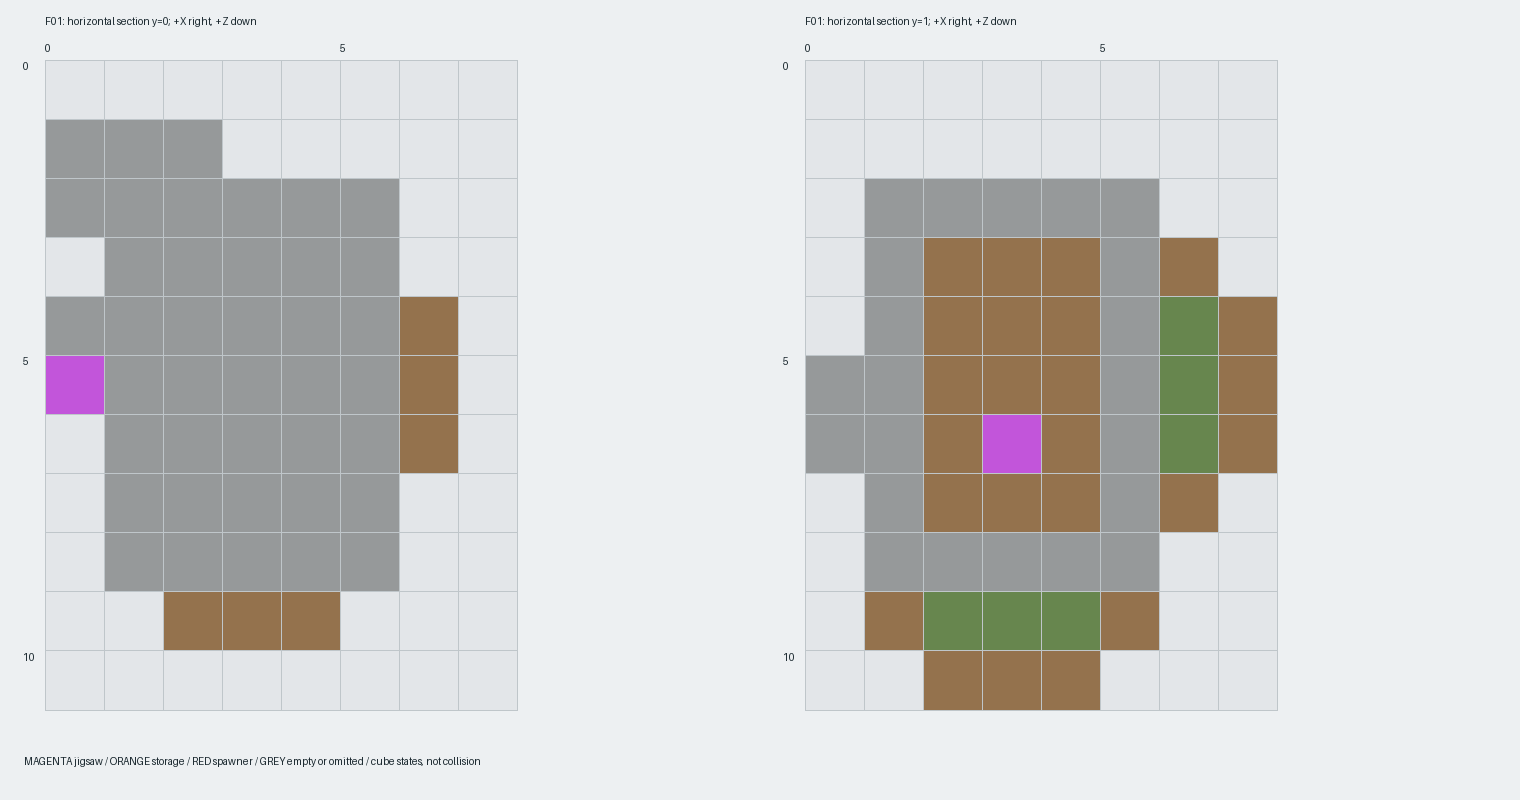 F01: horizontal section y=0; +X right, +Z down
F01: horizontal section y=1; +X right, +Z down
0 5
0 5
0
0
5
5
10
10
MAGENTA jigsaw / ORANGE storage / RED spawner / GREY empty or omitted / cube states, not collision